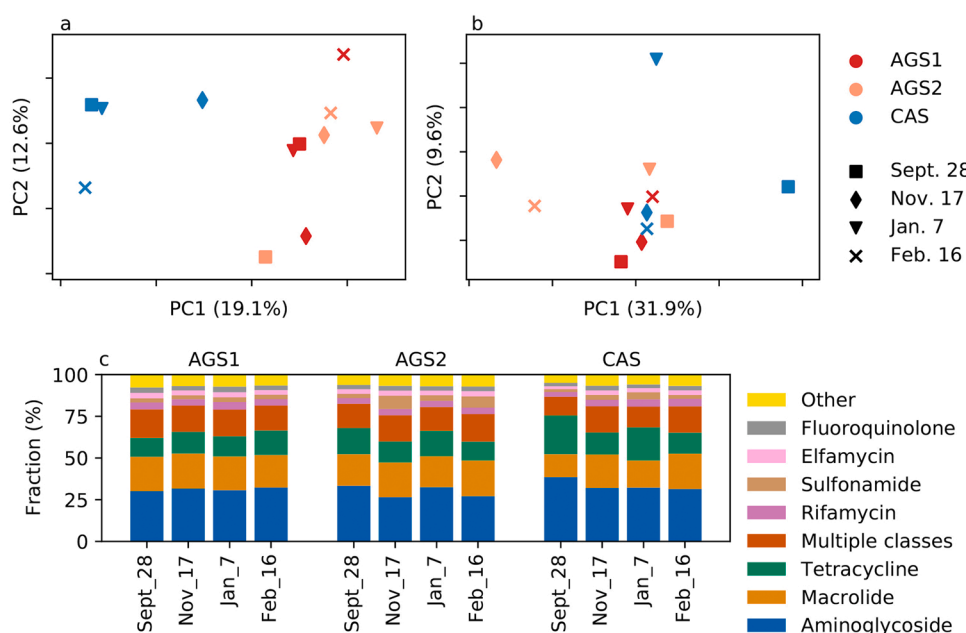 a
PC2 (12.6%)
PC1 (19.1%)
b
PC2 (9.6%)
PC1 (31.9%)
AGS1
AGS2
CAS
Sept. 28
Nov. 17
Jan. 7
Feb. 16
c
AGS1 AGS2 CAS
Fraction (%)
100
75
50
25
0
Sept_28 Nov_17 Jan_7 Feb_16 Sept_28 Nov_17 Jan_7 Feb_16 Sept_28 Nov_17 Jan_7 Feb_16
Other
Fluoroquinolone
Elfamycin
Sulfonamide
Rifamycin
Multiple classes
Tetracycline
Macrolide
Aminoglycoside